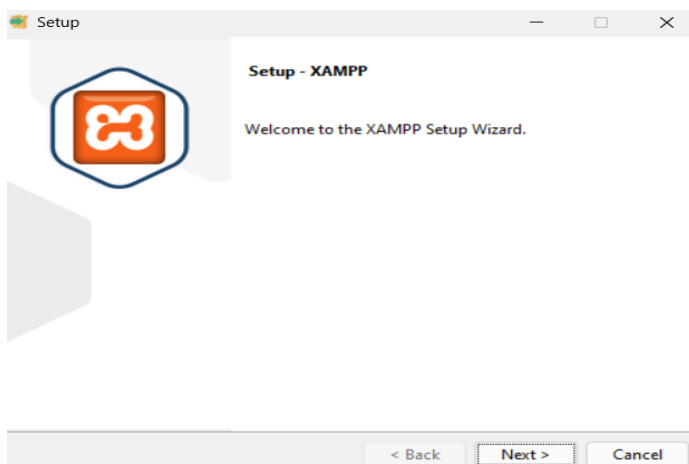 Setup
Setup - XAMPP
Welcome to the XAMPP Setup Wizard.
< Back
Next >
Cancel